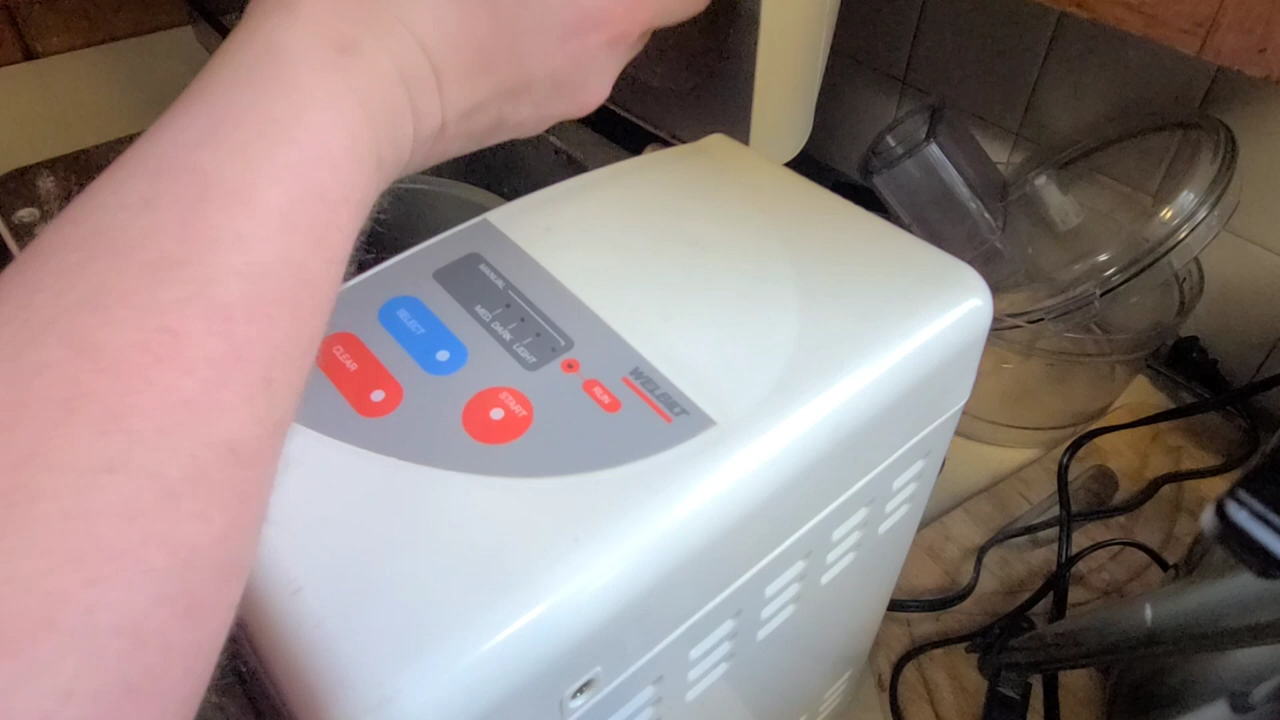 MANUAL
MED. DARK LIGHT
SELECT
CLEAR
START
RUN
WELBILT